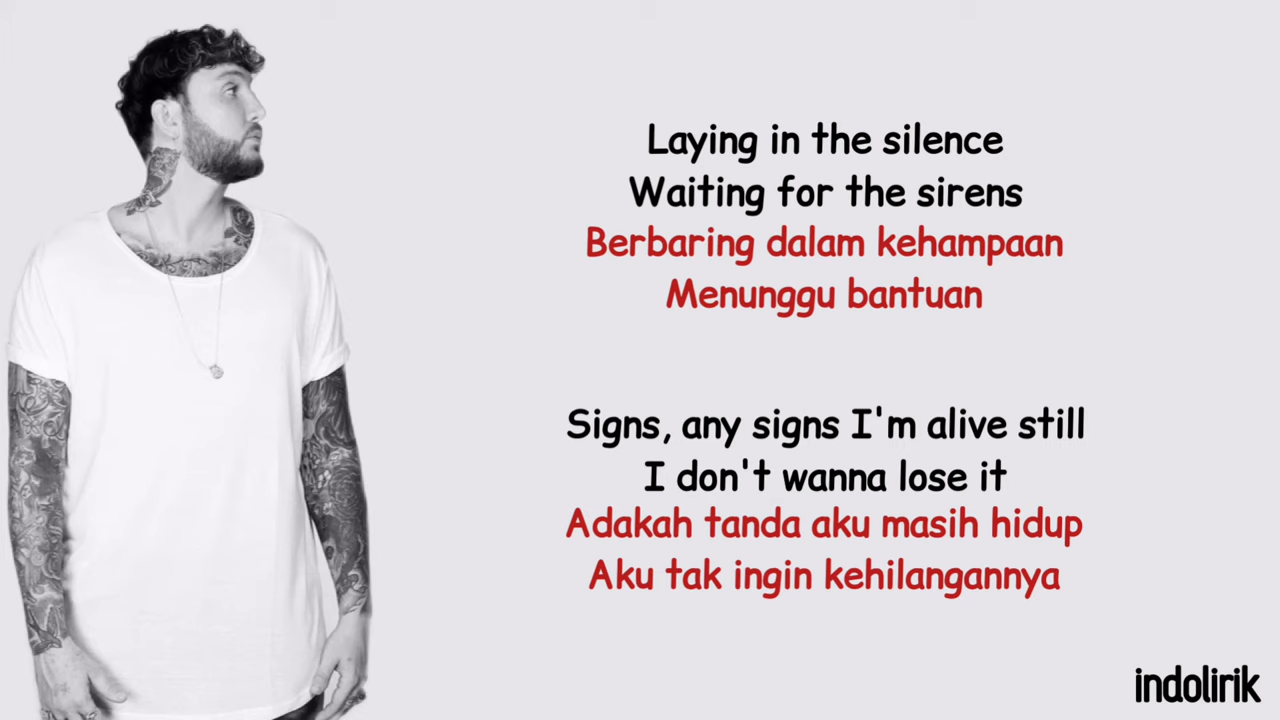 Laying in the silence
Waiting for the sirens
Berbaring dalam kehampaan
Menunggu bantuan
Signs, any signs I'm alive still
I don't wanna lose it
Adakah tanda aku masih hidup
Aku tak ingin kehilangannya
indolirik